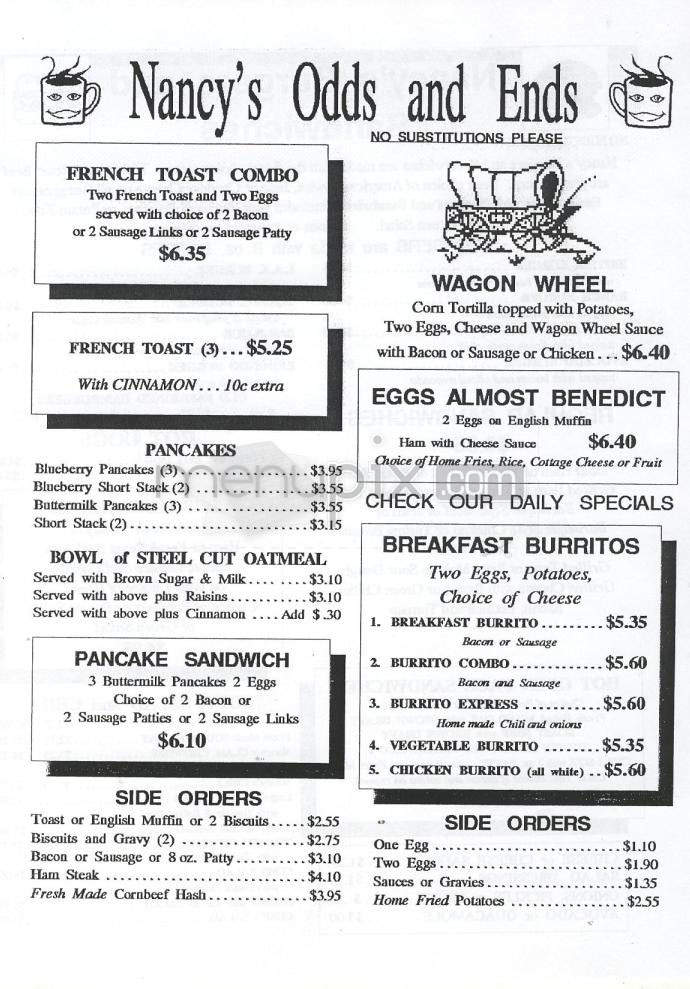 Nancy's Odds and Ends
NO SUBSTITUTIONS PLEASE
FRENCH TOAST COMBO
Two French Toast and Two Eggs
served with choice of 2 Bacon
or 2 Sausage Links or 2 Sausage Patty
$6.35
FRENCH TOAST (3)...$5.25
With CINNAMON... 10c extra
PANCAKES
Blueberry Pancakes (3)....................$3.95
Blueberry Short Stack (2)..................$3.55
Buttermilk Pancakes (3)..................$3.55
Short Stack (2)............................$3.15
BOWL of STEEL CUT OATMEAL
Served with Brown Sugar & Milk.........$3.10
Served with above plus Raisins...........$3.10
Served with above plus Cinnamon ....Add $.30
PANCAKE SANDWICH
3 Buttermilk Pancakes 2 Eggs
Choice of 2 Bacon or
2 Sausage Patties or 2 Sausage Links
$6.10
SIDE ORDERS
Toast or English Muffin or 2 Biscuits.....$2.55
Biscuits and Gravy (2) ..................$2.75
Bacon or Sausage or 8 oz. Patty..........$3.10
Ham Steak ............................$4.10
Fresh Made Cornbeef Hash..............$3.95
WAGON WHEEL
Corn Tortilla topped with Potatoes,
Two Eggs, Cheese and Wagon Wheel Sauce
with Bacon or Sausage or Chicken... $6.40
EGGS ALMOST BENEDICT
2 Eggs on English Muffin
Ham with Cheese Sauce $6.40
Choice of Home Fries, Rice, Cottage Cheese or Fruit
menupix.com
CHECK OUR DAILY SPECIALS
BREAKFAST BURRITOS
Two Eggs, Potatoes,
Choice of Cheese
1. BREAKFAST BURRITO.........$5.35
Bacon or Sausage
2. BURRITO COMBO............$5.60
Bacon and Sausage
3. BURRITO EXPRESS ..........$5.60
Home made Chili and onions
4. VEGETABLE BURRITO ........$5.35
5. CHICKEN BURRITO (all white)..$5.60
SIDE ORDERS
One Egg ........................$1.10
Two Eggs........................$1.90
Sauces or Gravies..................$1.35
Home Fried Potatoes ...............$2.55